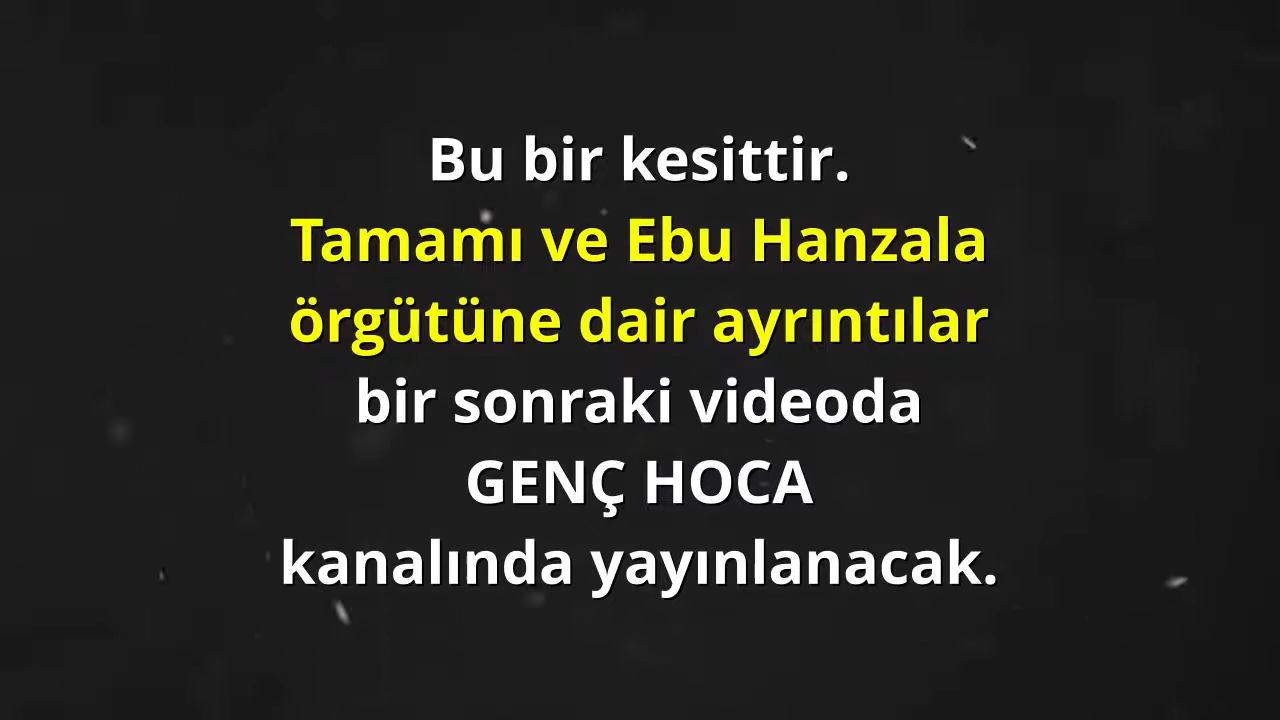 Bu bir kesittir.
Tamamı ve Ebu Hanzala
örgütüne dair ayrıntılar
bir sonraki videoda
GENÇ HOCA
kanalında yayınlanacak.